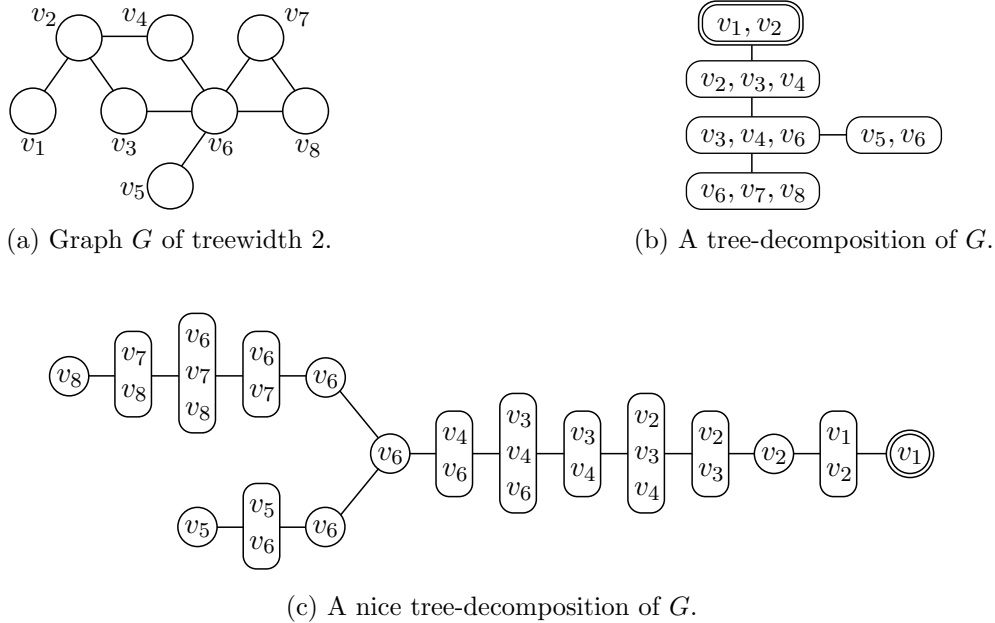 v2 v4 v7
v1 v3 v6 v8
v5
(a) Graph G of treewidth 2.
v1, v2
v2, v3, v4
v3, v4, v6 v5, v6
v6, v7, v8
(b) A tree-decomposition of G.
v8
v7
v8
v6
v7
v8
v6
v7
v6
v5
v5
v6
v6
v6
v4
v6
v3
v4
v6
v3
v4
v2
v3
v4
v2
v3
v2
v1
v2
v1
(c) A nice tree-decomposition of G.